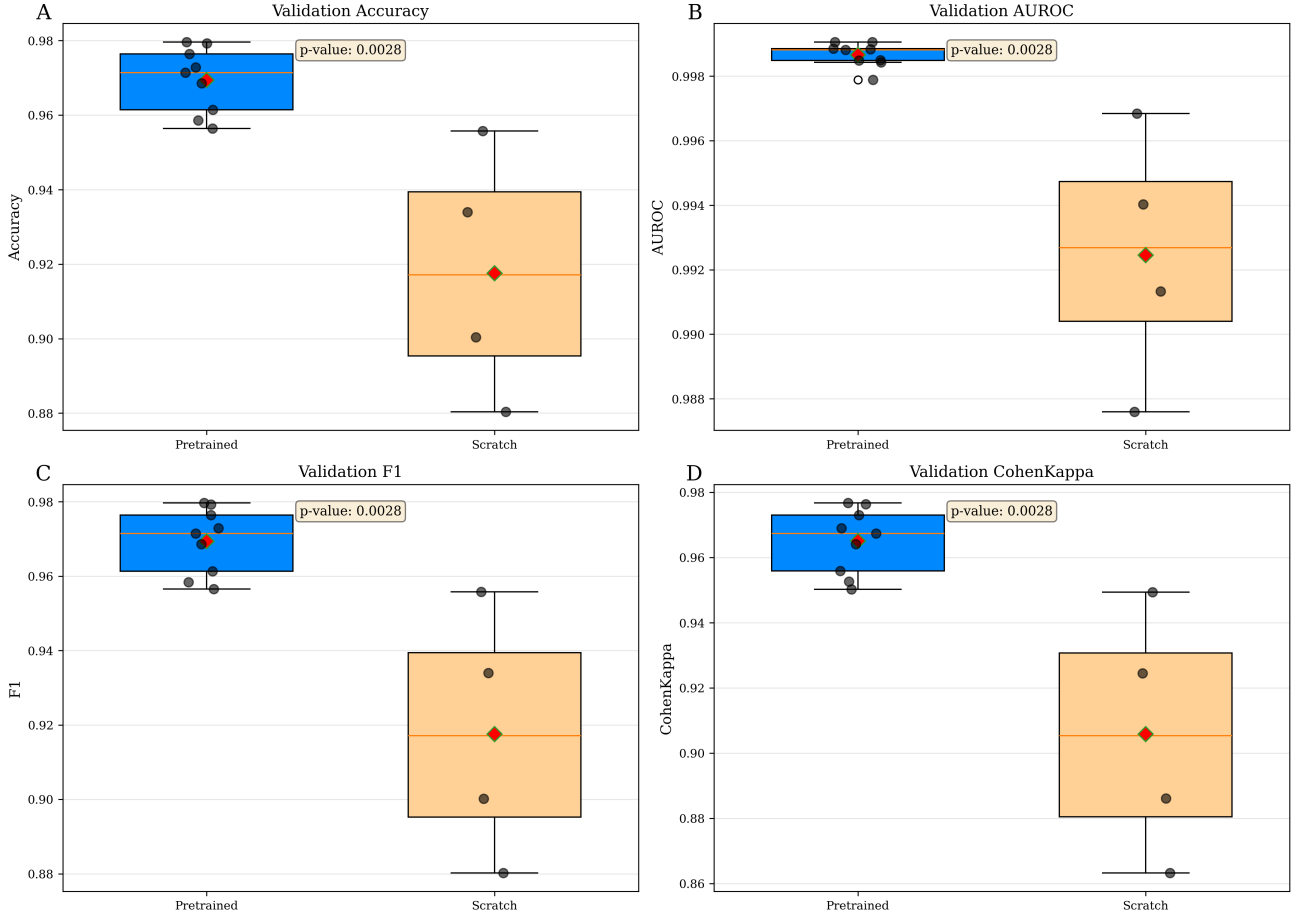 A
Validation Accuracy
p-value: 0.0028
Accuracy
0.98
0.96
0.94
0.92
0.90
0.88
Pretrained
Scratch
B
Validation AUROC
p-value: 0.0028
AUROC
0.998
0.996
0.994
0.992
0.990
0.988
Pretrained
Scratch
C
Validation F1
p-value: 0.0028
F1
0.98
0.96
0.94
0.92
0.90
0.88
Pretrained
Scratch
D
Validation CohenKappa
p-value: 0.0028
CohenKappa
0.98
0.96
0.94
0.92
0.90
0.88
0.86
Pretrained
Scratch